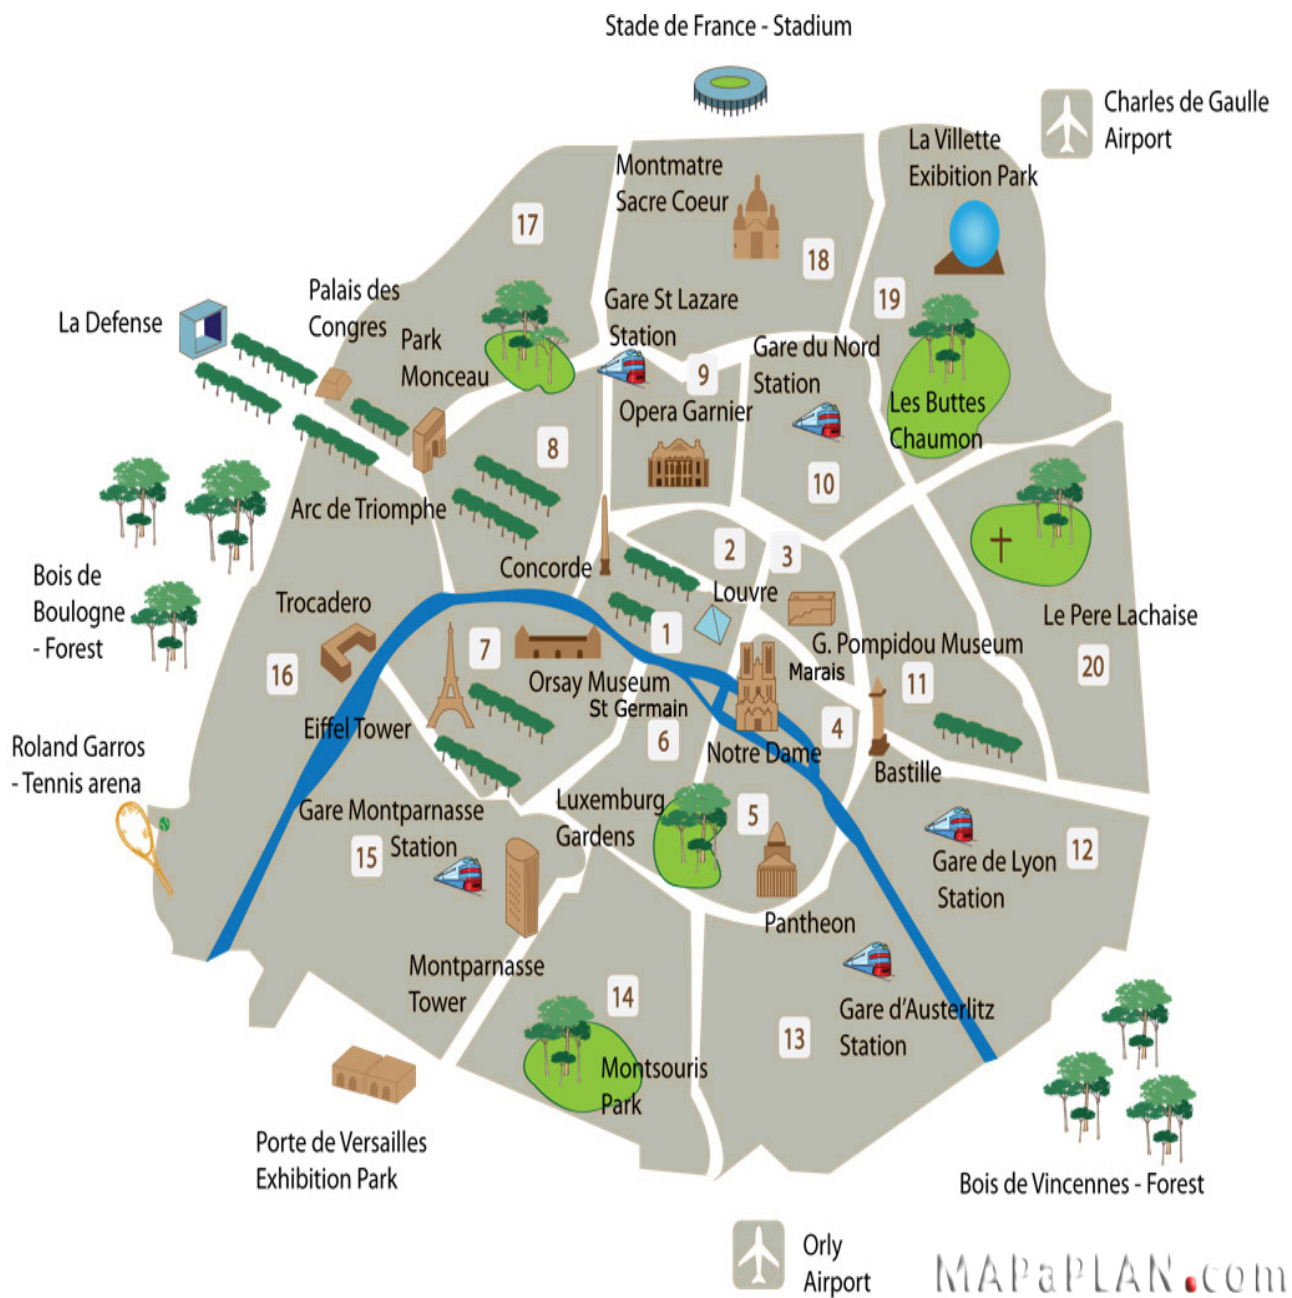 Stade de France - Stadium
Charles de Gaulle
Airport
La Villette
Exibition Park
Montmatre
Sacre Coeur
17
18
19
Palais des
Congres
La Defense
Park
Monceau
Gare St Lazare
Station
Gare du Nord
Station
9
Opera Garnier
Les Buttes
Chaumon
8
10
Arc de Triomphe
Concorde
2
3
Louvre
Bois de
Boulogne
- Forest
Trocadero
Le Pere Lachaise
1
7
G. Pompidou Museum
Marais
16
Orsay Museum
St Germain
11
20
Eiffel Tower
6
4
Notre Dame
Bastille
Roland Garros
- Tennis arena
Gare Montparnasse
Station
Luxemburg
Gardens
5
15
12
Gare de Lyon
Station
Pantheon
Montparnasse
Tower
14
Gare d'Austerlitz
Station
13
Montsouris
Park
Porte de Versailles
Exhibition Park
Bois de Vincennes - Forest
Orly
Airport
MAPaPLAN.com